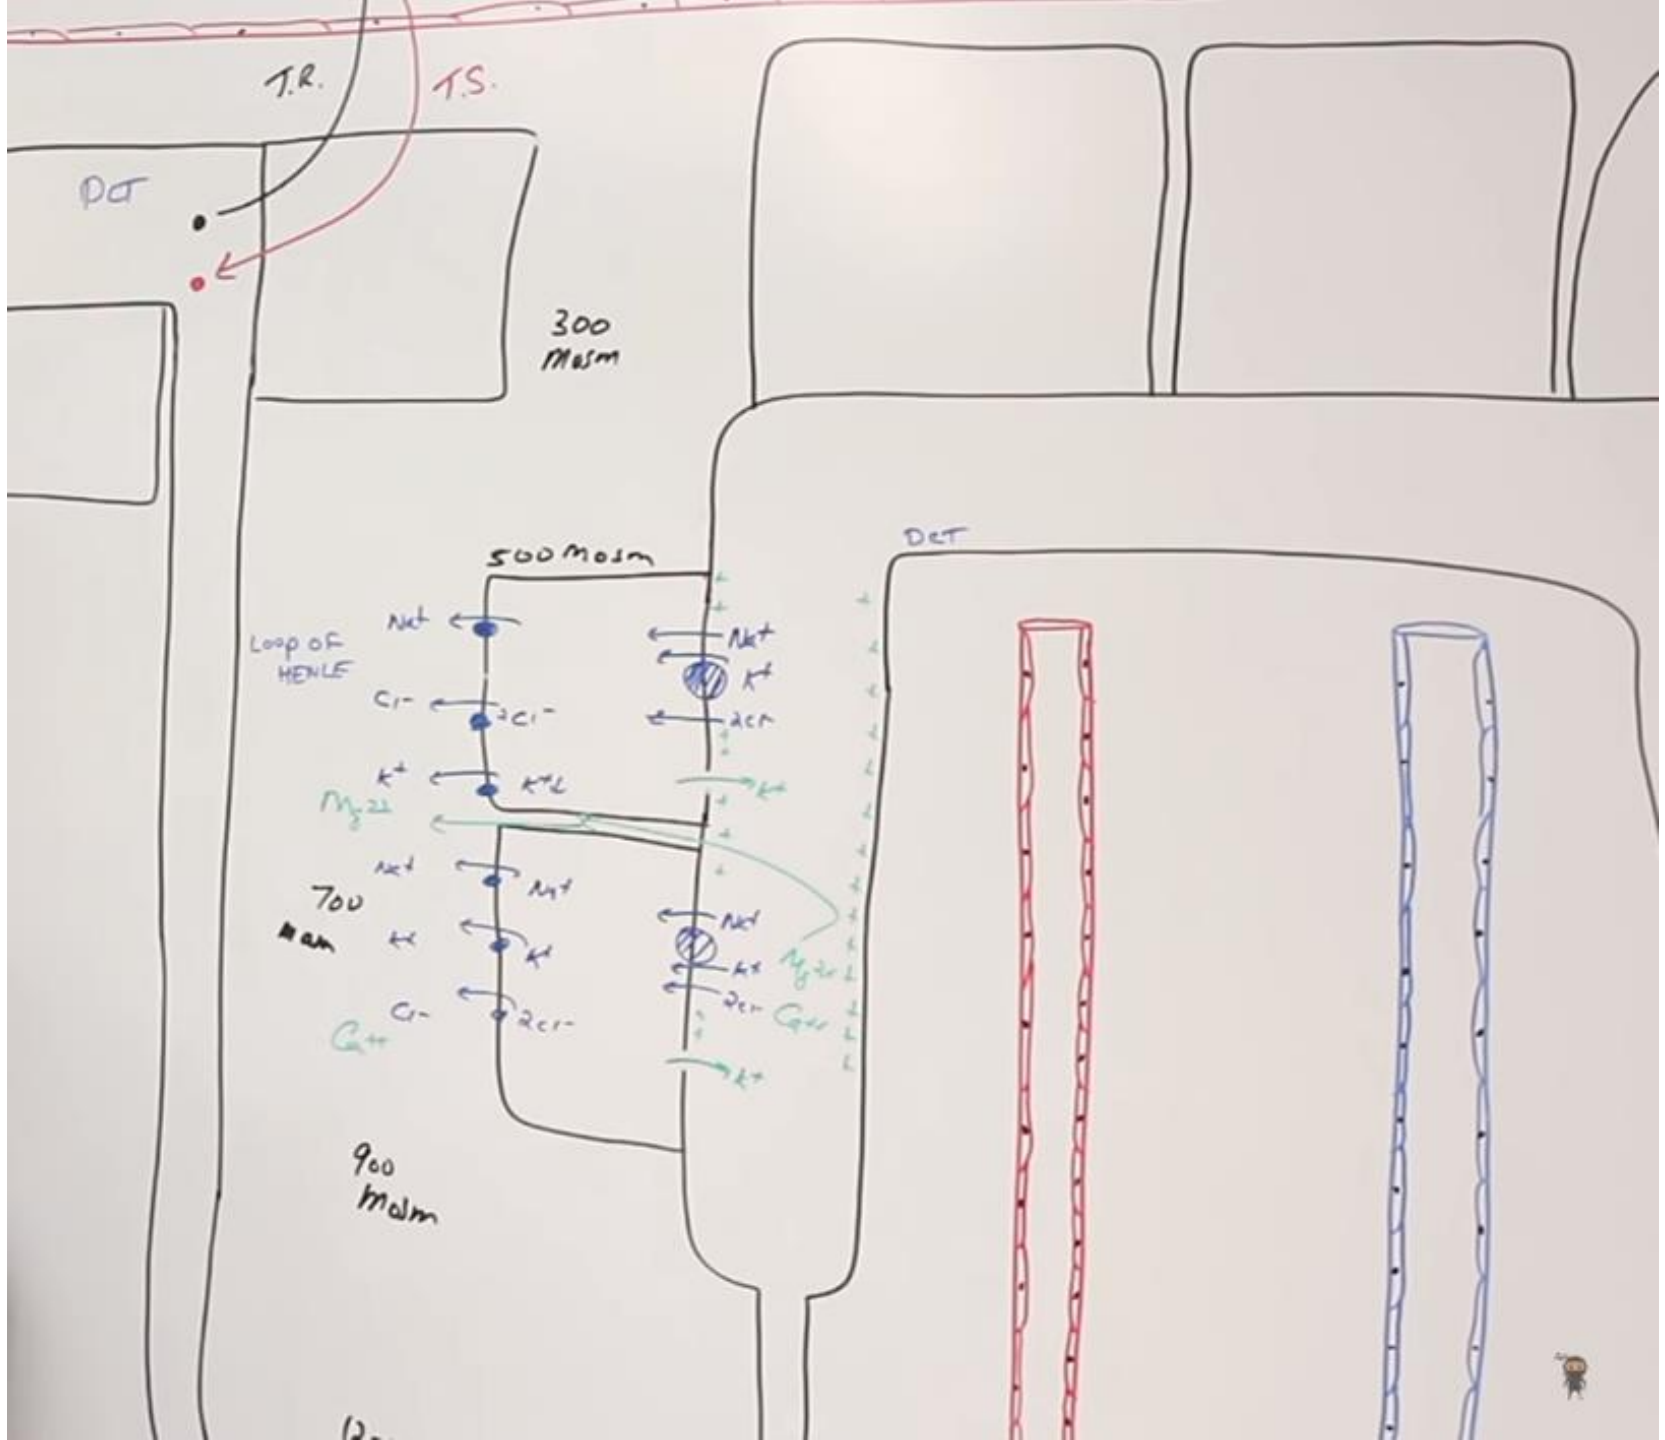 T.R.
T.S.
DCT
300
Mosm
DCT
500 Mosm
Na+
Na+
LOOP OF
HENLE
K+
Cl-
2Cl-
2Cl-
K+
K+
K+
Mg2+
Na+
Na+
700
Na+
K+
K+
K+
Mg2+
2Cl-
Cl-
2Cl-
Ca++
Ca++
K+
900
Mosm